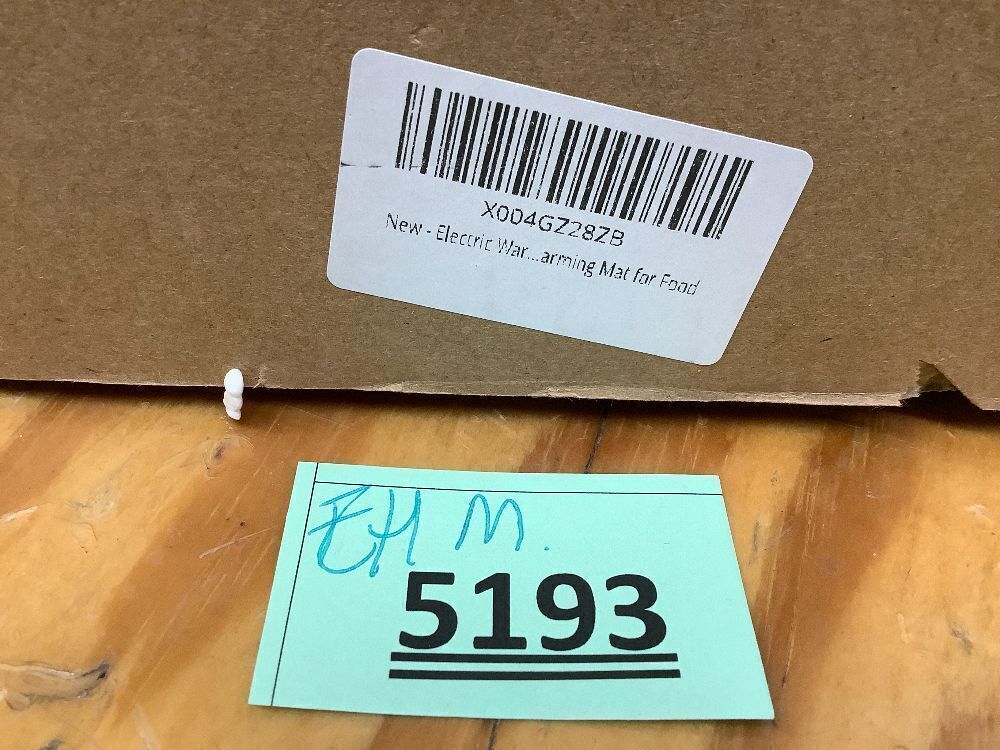 X004GZ28ZB
New - Electric War...arming Mat for Food
EH M.
5193